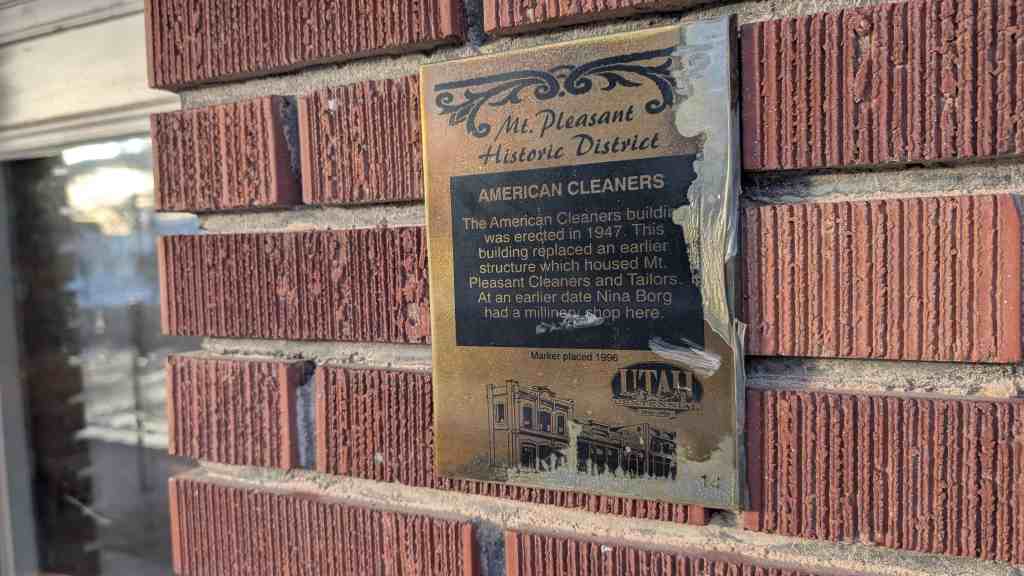 Mt. Pleasant
Historic District
AMERICAN CLEANERS
The American Cleaners buildin
was erected in 1947. This
building replaced an earlier
structure which housed Mt.
Pleasant Cleaners and Tailors.
At an earlier date Nina Borg
had a millinery shop here.
Marker placed 1996
UTAH
14